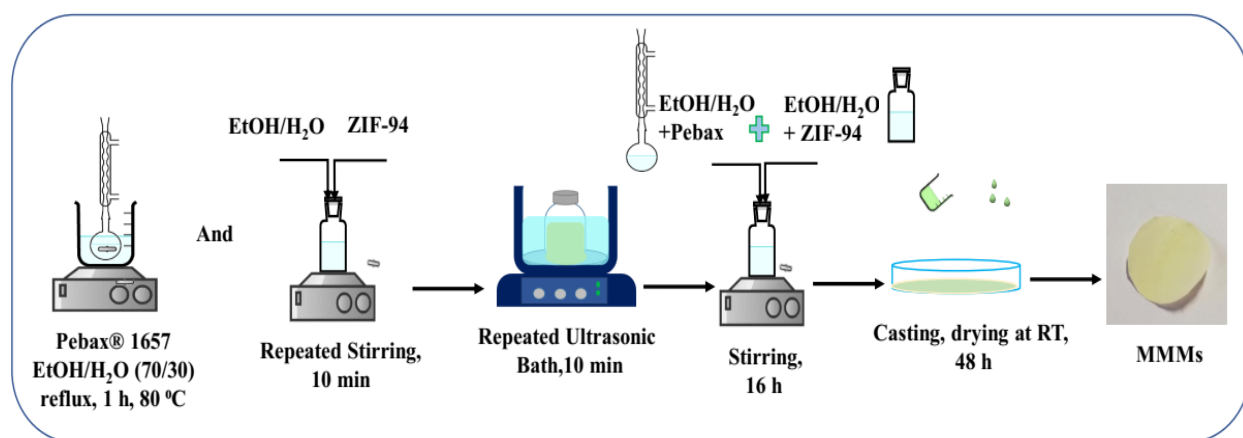 Pebax® 1657
EtOH/H₂O (70/30)
reflux, 1 h, 80 ⁰C
And
EtOH/H₂O ZIF-94
Repeated Stirring,
10 min
Repeated Ultrasonic
Bath,10 min
EtOH/H₂O
+Pebax
EtOH/H₂O
+ ZIF-94
Stirring,
16 h
Casting, drying at RT,
48 h
MMMs